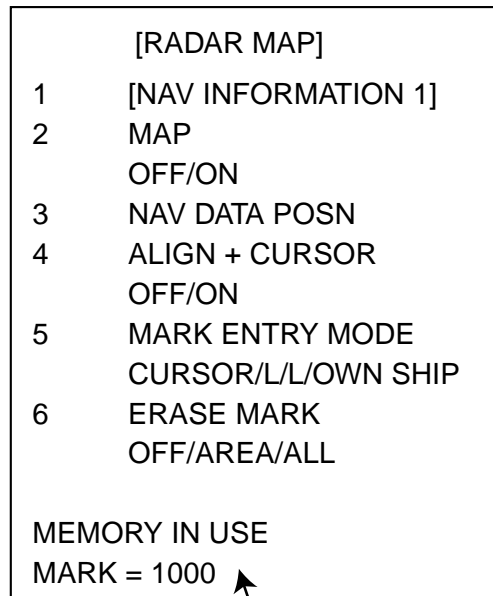 [RADAR MAP]
1 [NAV INFORMATION 1]
2 MAP
OFF/ON
3 NAV DATA POSN
4 ALIGN + CURSOR
OFF/ON
5 MARK ENTRY MODE
CURSOR/L/L/OWN SHIP
6 ERASE MARK
OFF/AREA/ALL
MEMORY IN USE
MARK = 1000